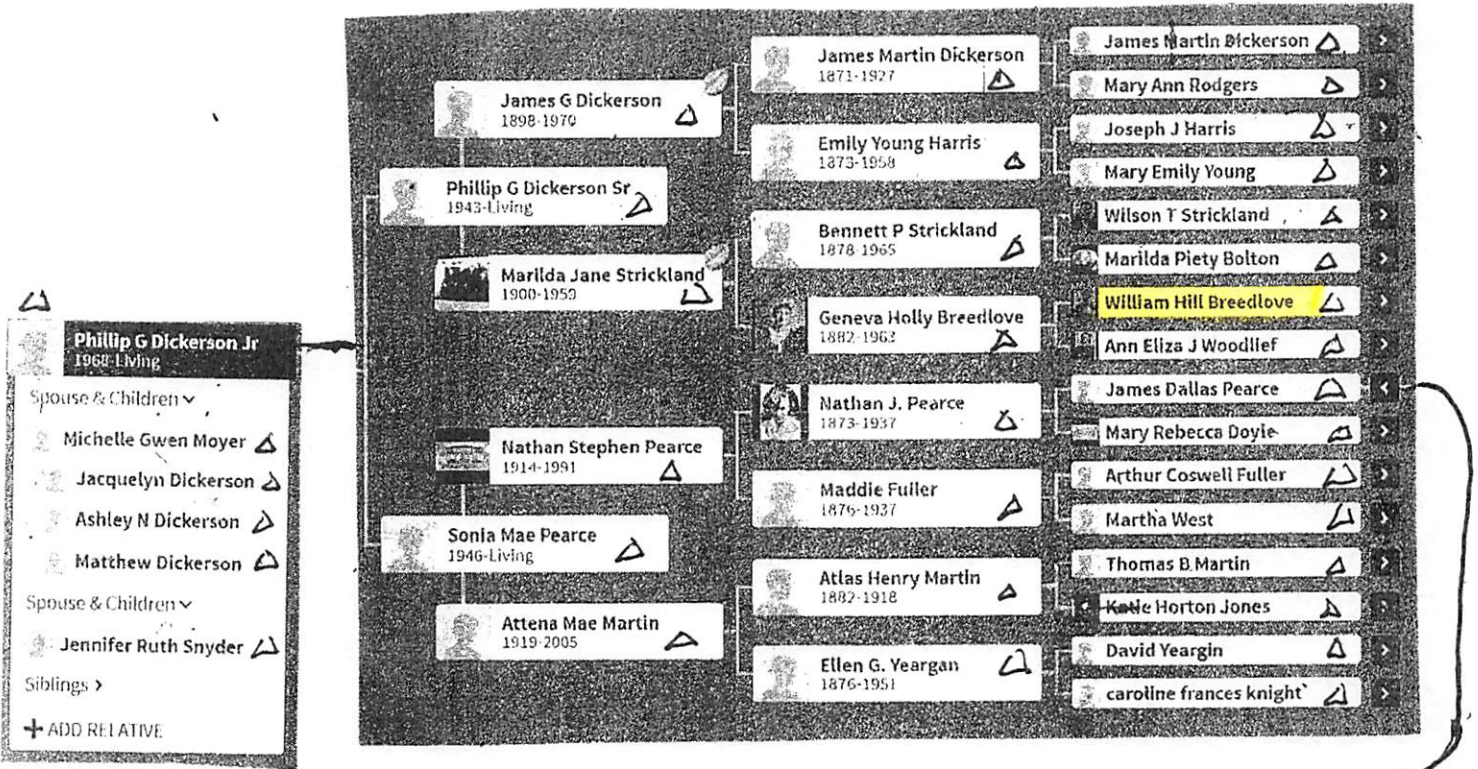 Phillip G Dickerson Jr
1968-Living
Spouse & Children
Michelle Gwen Moyer
Jacquelyn Dickerson
Ashley N Dickerson
Matthew Dickerson
Spouse & Children
Jennifer Ruth Snyder
Siblings >
+ ADD RELATIVE
Phillip G Dickerson Sr
1943-Living
Sonia Mae Pearce
1946-Living
James G Dickerson
1898-1970
Marilda Jane Strickland
1900-1959
Nathan Stephen Pearce
1914-1991
Attena Mae Martin
1919-2005
James Martin Dickerson
1871-1927
Emily Young Harris
1873-1958
Bennett P Strickland
1878-1965
Geneva Holly Breedlove
1882-1963
Nathan J. Pearce
1873-1937
Maddie Fuller
1876-1937
Atlas Henry Martin
1882-1918
Ellen G. Yeargan
1876-1951
James Martin Dickerson
Mary Ann Rodgers
Joseph J Harris
Mary Emily Young
Wilson T Strickland
Marilda Piety Bolton
William Hill Breedlove
Ann Eliza J Woodlief
James Dallas Pearce
Mary Rebecca Doyle
Arthur Coswell Fuller
Martha West
Thomas B Martin
Katie Horton Jones
David Yeargin
caroline frances knight